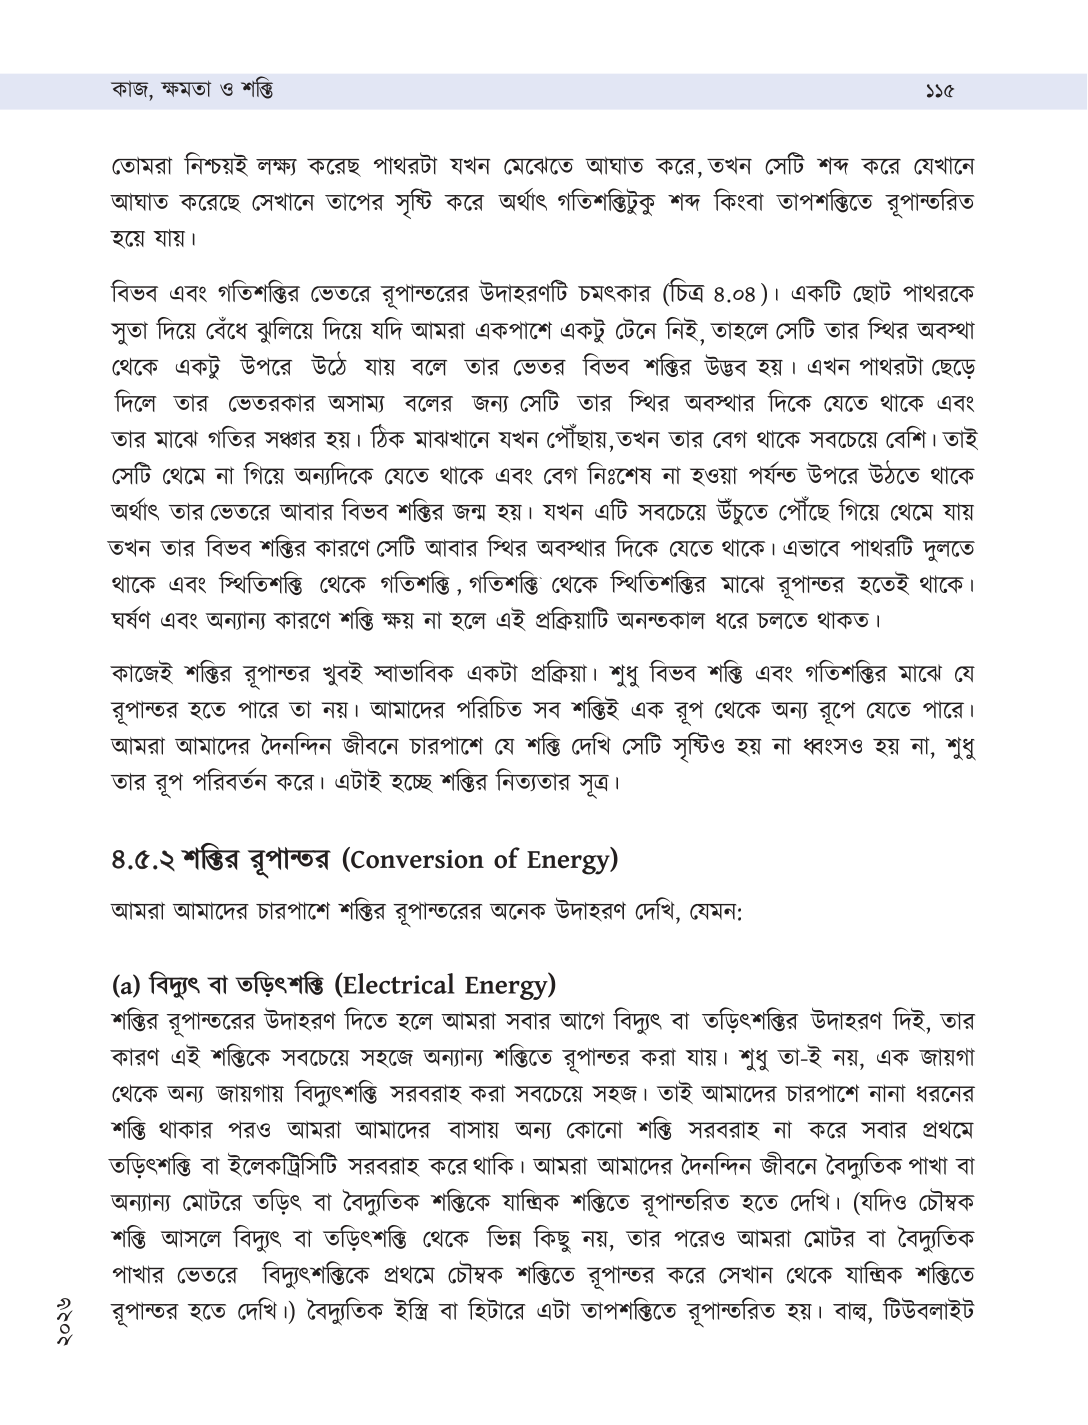 কাজ, ক্ষমতা ও শক্তি ১১৫
তোমরা নিশ্চয়ই লক্ষ্য করেছ পাথরটা যখন মেঝেতে আঘাত করে, তখন সেটি শব্দ করে যেখানে
আঘাত করেছে সেখানে তাপের সৃষ্টি করে অর্থাৎ গতিশক্তিটুকু শব্দ কিংবা তাপশক্তিতে রূপান্তরিত
হয়ে যায়।
বিভব এবং গতিশক্তির ভেতরে রূপান্তরের উদাহরণটি চমৎকার (চিত্র ৪.০৪)। একটি ছোট পাথরকে
সুতা দিয়ে বেঁধে ঝুলিয়ে দিয়ে যদি আমরা একপাশে একটু টেনে নিই, তাহলে সেটি তার স্থির অবস্থা
থেকে একটু উপরে উঠে যায় বলে তার ভেতর বিভব শক্তির উদ্ভব হয়। এখন পাথরটা ছেড়ে
দিলে তার ভেতরকার অসাম্য বলের জন্য সেটি তার স্থির অবস্থার দিকে যেতে থাকে এবং
তার মাঝে গতির সঞ্চার হয়। ঠিক মাঝখানে যখন পৌঁছায়, তখন তার বেগ থাকে সবচেয়ে বেশি। তাই
সেটি থেমে না গিয়ে অন্যদিকে যেতে থাকে এবং বেগ নিঃশেষ না হওয়া পর্যন্ত উপরে উঠতে থাকে
অর্থাৎ তার ভেতরে আবার বিভব শক্তির জন্ম হয়। যখন এটি সবচেয়ে উঁচুতে পৌঁছে গিয়ে থেমে যায়
তখন তার বিভব শক্তির কারণে সেটি আবার স্থির অবস্থার দিকে যেতে থাকে। এভাবে পাথরটি দুলতে
থাকে এবং স্থিতিশক্তি থেকে গতিশক্তি , গতিশক্তি থেকে স্থিতিশক্তির মাঝে রূপান্তর হতেই থাকে।
ঘর্ষণ এবং অন্যান্য কারণে শক্তি ক্ষয় না হলে এই প্রক্রিয়াটি অনন্তকাল ধরে চলতে থাকত।
কাজেই শক্তির রূপান্তর খুবই স্বাভাবিক একটা প্রক্রিয়া। শুধু বিভব শক্তি এবং গতিশক্তির মাঝে যে
রূপান্তর হতে পারে তা নয়। আমাদের পরিচিত সব শক্তিই এক রূপ থেকে অন্য রূপে যেতে পারে।
আমরা আমাদের দৈনন্দিন জীবনে চারপাশে যে শক্তি দেখি সেটি সৃষ্টিও হয় না ধ্বংসও হয় না, শুধু
তার রূপ পরিবর্তন করে। এটাই হচ্ছে শক্তির নিত্যতার সূত্র।
৪.৫.২ শক্তির রূপান্তর (Conversion of Energy)
আমরা আমাদের চারপাশে শক্তির রূপান্তরের অনেক উদাহরণ দেখি, যেমন:
(a) বিদ্যুৎ বা তড়িৎশক্তি (Electrical Energy)
শক্তির রূপান্তরের উদাহরণ দিতে হলে আমরা সবার আগে বিদ্যুৎ বা তড়িৎশক্তির উদাহরণ দিই, তার
কারণ এই শক্তিকে সবচেয়ে সহজে অন্যান্য শক্তিতে রূপান্তর করা যায়। শুধু তা-ই নয়, এক জায়গা
থেকে অন্য জায়গায় বিদ্যুৎশক্তি সরবরাহ করা সবচেয়ে সহজ। তাই আমাদের চারপাশে নানা ধরনের
শক্তি থাকার পরও আমরা আমাদের বাসায় অন্য কোনো শক্তি সরবরাহ না করে সবার প্রথমে
তড়িৎশক্তি বা ইলেকট্রিসিটি সরবরাহ করে থাকি। আমরা আমাদের দৈনন্দিন জীবনে বৈদ্যুতিক পাখা বা
অন্যান্য মোটরে তড়িৎ বা বৈদ্যুতিক শক্তিকে যান্ত্রিক শক্তিতে রূপান্তরিত হতে দেখি। (যদিও চৌম্বক
শক্তি আসলে বিদ্যুৎ বা তড়িৎশক্তি থেকে ভিন্ন কিছু নয়, তার পরেও আমরা মোটর বা বৈদ্যুতিক
পাখার ভেতরে বিদ্যুৎশক্তিকে প্রথমে চৌম্বক শক্তিতে রূপান্তর করে সেখান থেকে যান্ত্রিক শক্তিতে
রূপান্তর হতে দেখি।) বৈদ্যুতিক ইস্ত্রি বা হিটারে এটা তাপশক্তিতে রূপান্তরিত হয়। বাল্ব, টিউবলাইট
২০২৬